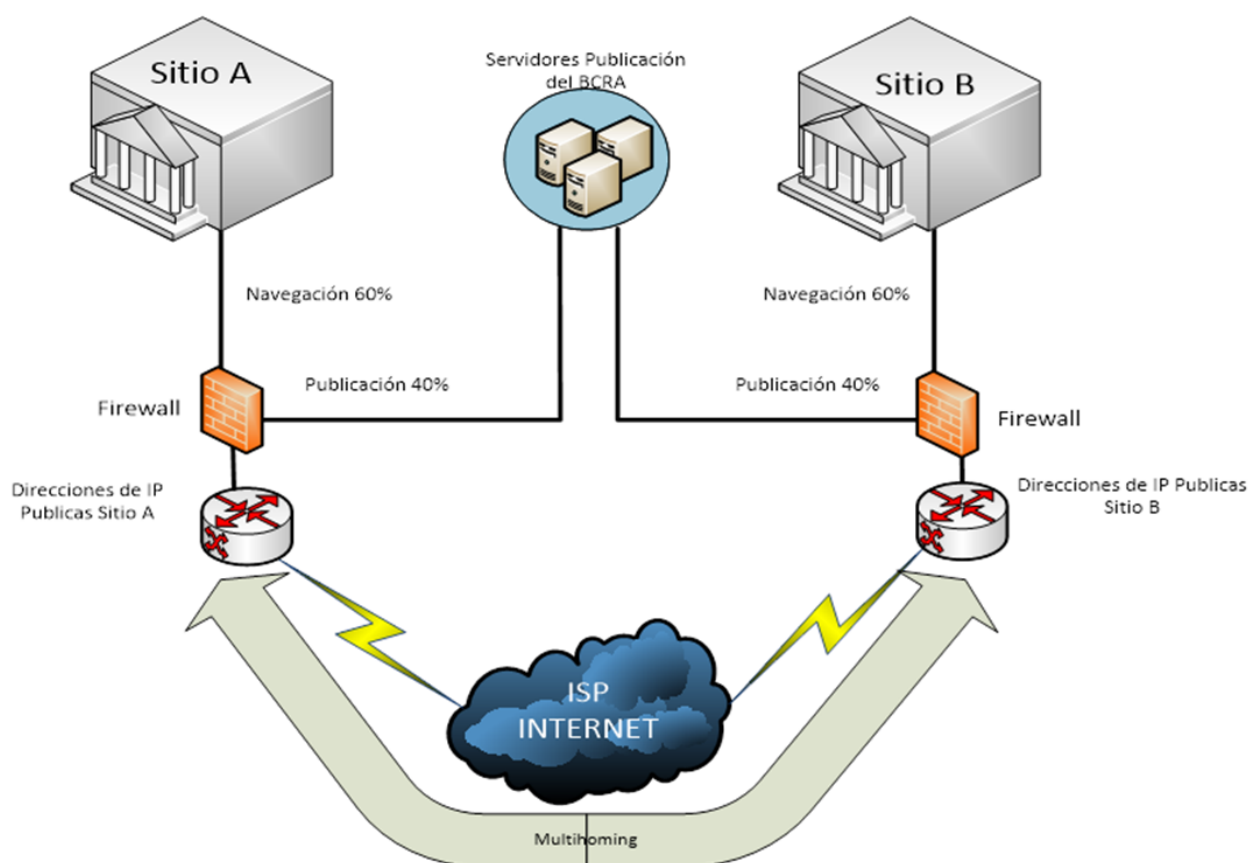 Sitio A
Servidores Publicación
del BCRA
Sitio B
Navegación 60%
Navegación 60%
Publicación 40%
Publicación 40%
Firewall
Firewall
Direcciones de IP
Publicas Sitio A
Direcciones de IP Publicas
Sitio B
ISP
INTERNET
Multihoming